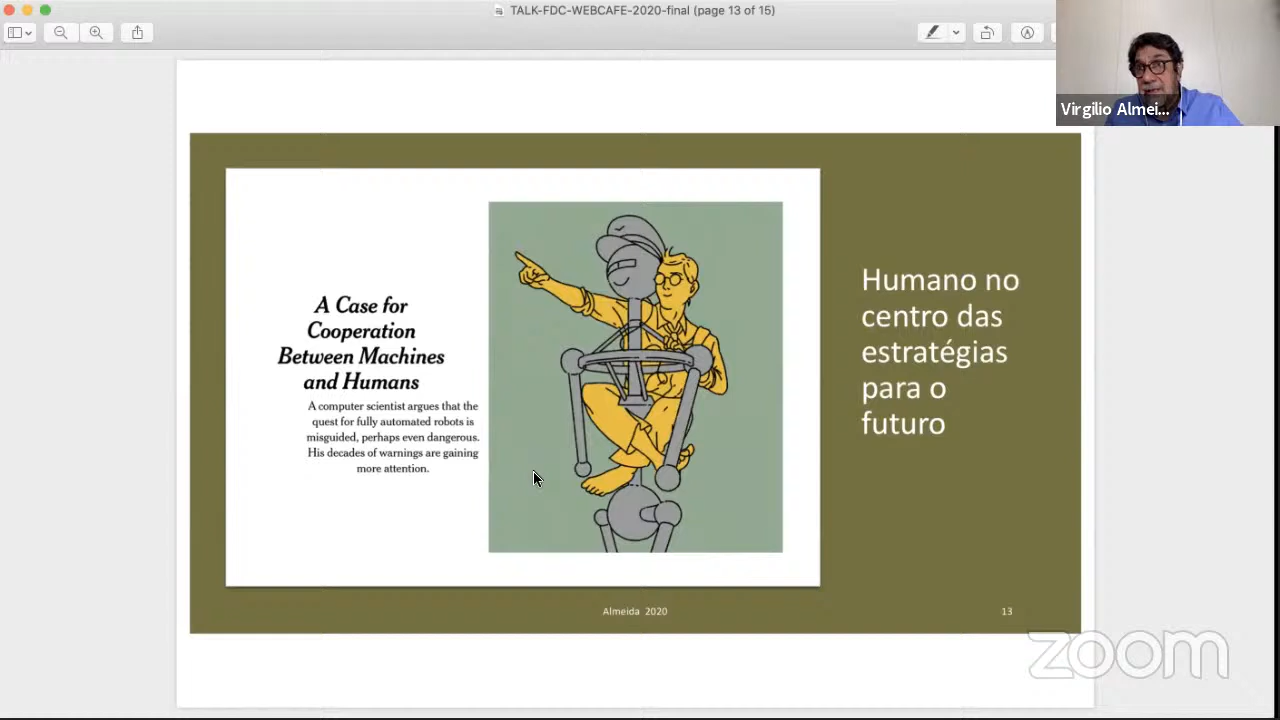 TALK-FDC-WEBCAFE-2020-final (page 13 of 15)
Virgilio Almei...
A Case for
Cooperation
Between Machines
and Humans
A computer scientist argues that the
quest for fully automated robots is
misguided, perhaps even dangerous.
His decades of warnings are gaining
more attention.
Humano no
centro das
estratégias
para o
futuro
Almeida 2020
13
zoom